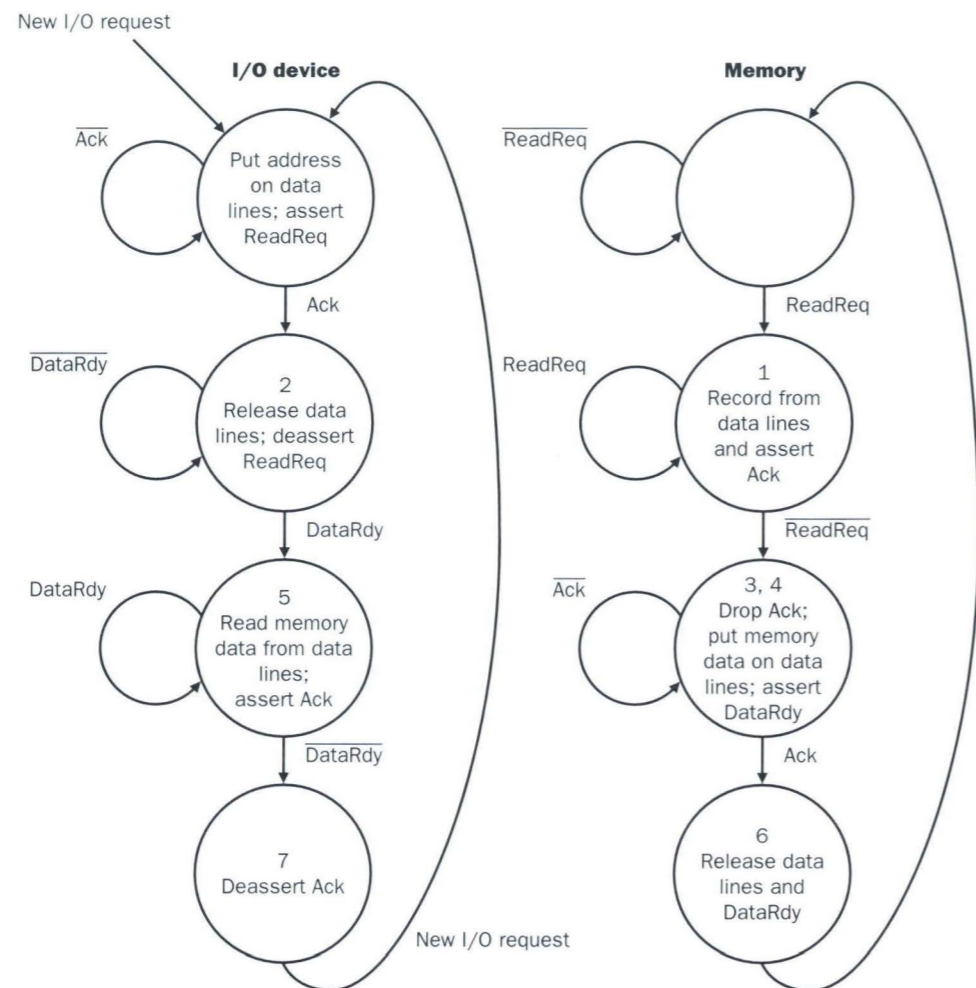 New I/O request
I/O device
Memory
Ack
Put address
on data
lines; assert
ReadReq
ReadReq
Ack
ReadReq
DataRdy
2
Release data
lines; deassert
ReadReq
ReadReq
1
Record from
data lines
and assert
Ack
DataRdy
ReadReq
DataRdy
5
Read memory
data from data
lines;
assert Ack
Ack
3, 4
Drop Ack;
put memory
data on data
lines; assert
DataRdy
DataRdy
Ack
7
Deassert Ack
6
Release data
lines and
DataRdy
New I/O request